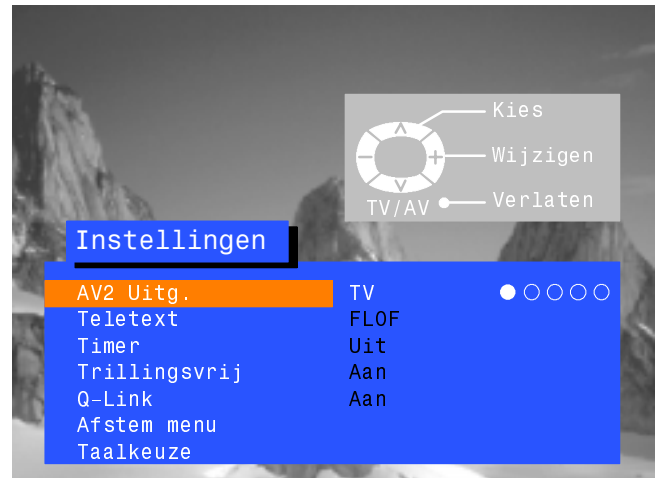 Kies
Wijzigen
TV/AV Verlaten
Instellingen
AV2 Uitg. TV
Teletext FLOF
Timer Uit
Trillingsvrij Aan
Q-Link Aan
Afstem menu
Taalkeuze